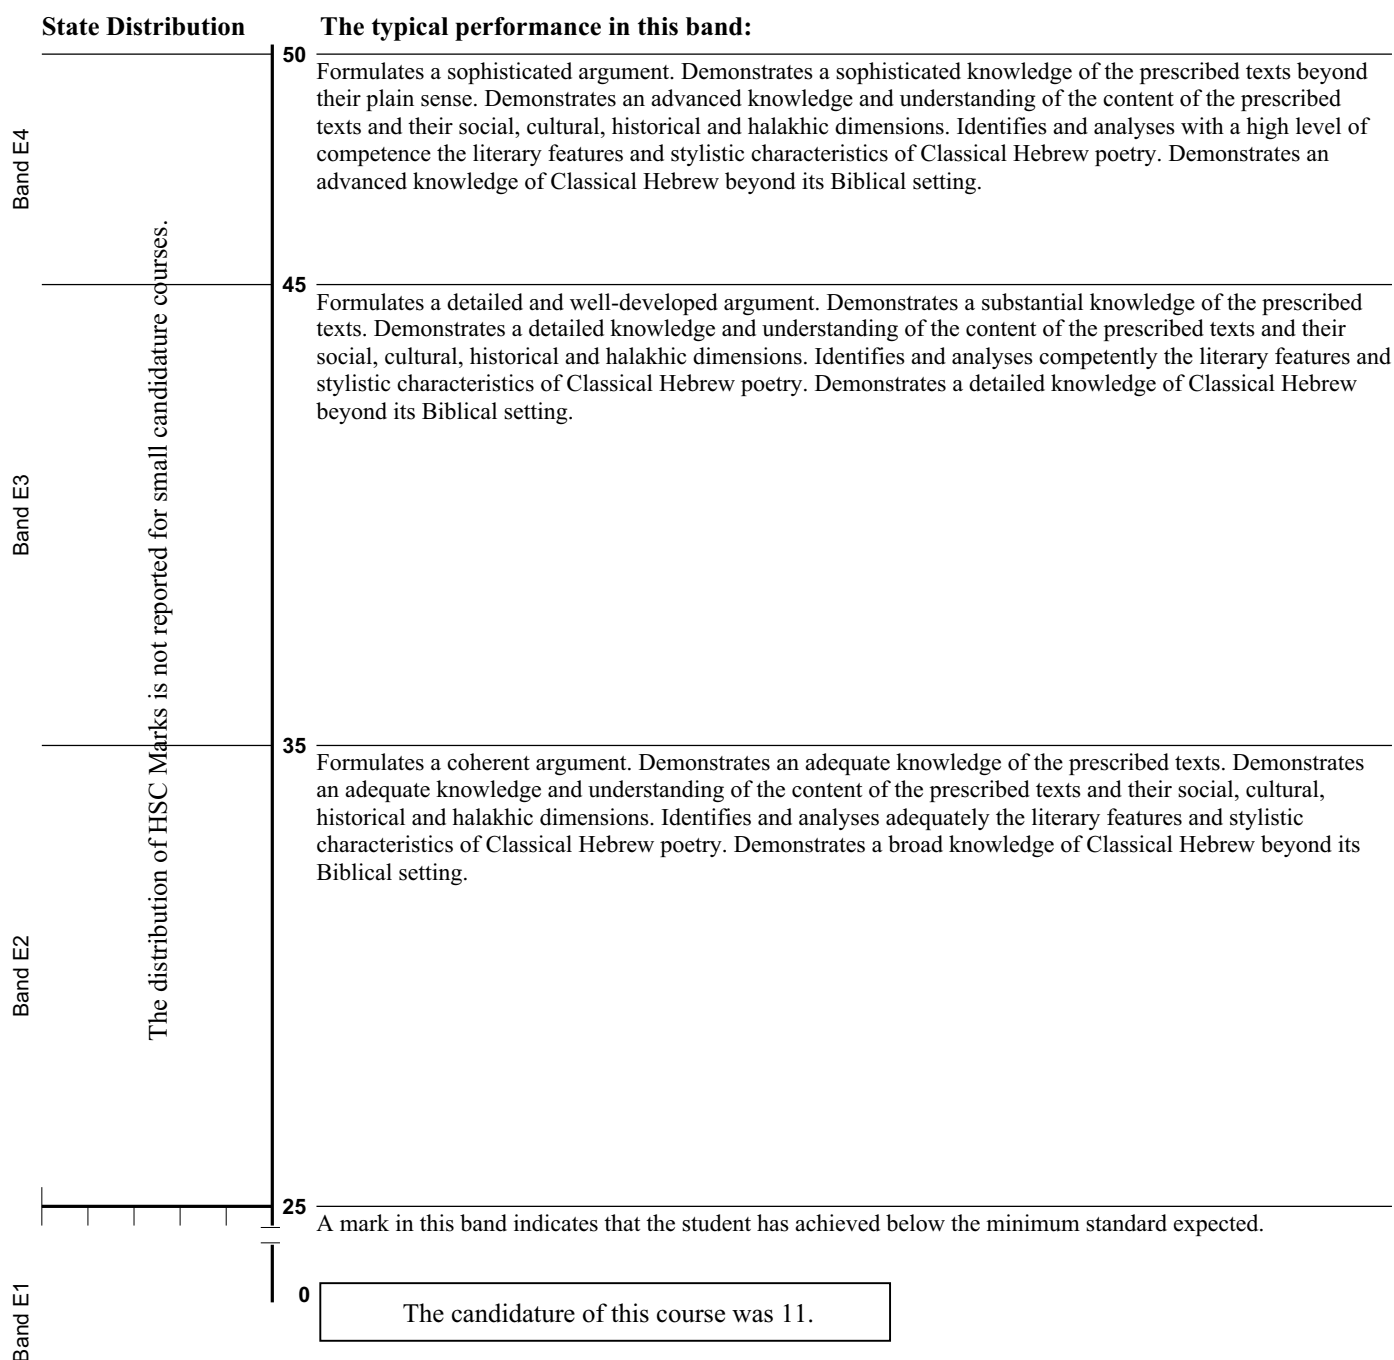 State Distribution
The typical performance in this band:
50
Band E4
Formulates a sophisticated argument. Demonstrates a sophisticated knowledge of the prescribed texts beyond
their plain sense. Demonstrates an advanced knowledge and understanding of the content of the prescribed
texts and their social, cultural, historical and halakhic dimensions. Identifies and analyses with a high level of
competence the literary features and stylistic characteristics of Classical Hebrew poetry. Demonstrates an
advanced knowledge of Classical Hebrew beyond its Biblical setting.
The distribution of HSC Marks is not reported for small candidature courses.
45
Band E3
Formulates a detailed and well-developed argument. Demonstrates a substantial knowledge of the prescribed
texts. Demonstrates a detailed knowledge and understanding of the content of the prescribed texts and their
social, cultural, historical and halakhic dimensions. Identifies and analyses competently the literary features and
stylistic characteristics of Classical Hebrew poetry. Demonstrates a detailed knowledge of Classical Hebrew
beyond its Biblical setting.
35
Band E2
Formulates a coherent argument. Demonstrates an adequate knowledge of the prescribed texts. Demonstrates
an adequate knowledge and understanding of the content of the prescribed texts and their social, cultural,
historical and halakhic dimensions. Identifies and analyses adequately the literary features and stylistic
characteristics of Classical Hebrew poetry. Demonstrates a broad knowledge of Classical Hebrew beyond its
Biblical setting.
25
A mark in this band indicates that the student has achieved below the minimum standard expected.
Band E1
0
The candidature of this course was 11.